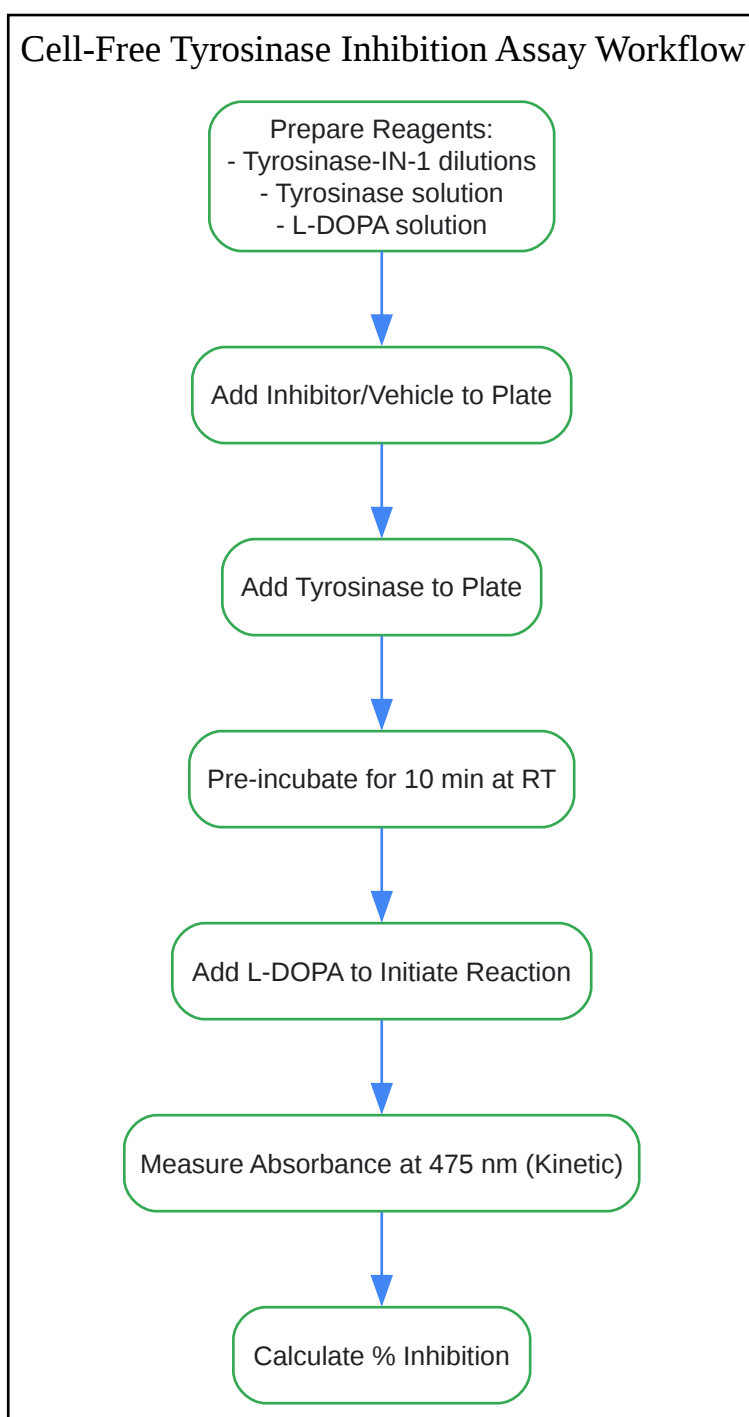 Cell-Free Tyrosinase Inhibition Assay Workflow
Prepare Reagents:
- Tyrosinase-IN-1 dilutions
- Tyrosinase solution
- L-DOPA solution
Add Inhibitor/Vehicle to Plate
Add Tyrosinase to Plate
Pre-incubate for 10 min at RT
Add L-DOPA to Initiate Reaction
Measure Absorbance at 475 nm (Kinetic)
Calculate % Inhibition